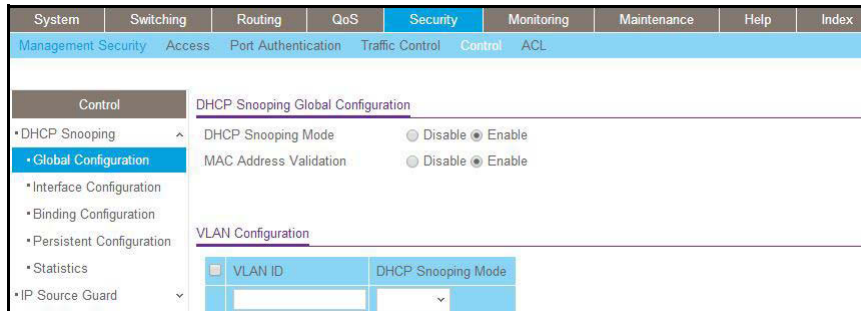 System Switching Routing QoS Security Monitoring Maintenance Help Index
Management Security Access Port Authentication Traffic Control Control ACL
Control
DHCP Snooping
Global Configuration
Interface Configuration
Binding Configuration
Persistent Configuration
Statistics
IP Source Guard
DHCP Snooping Global Configuration
DHCP Snooping Mode Disable Enable
MAC Address Validation Disable Enable
VLAN Configuration
VLAN ID DHCP Snooping Mode